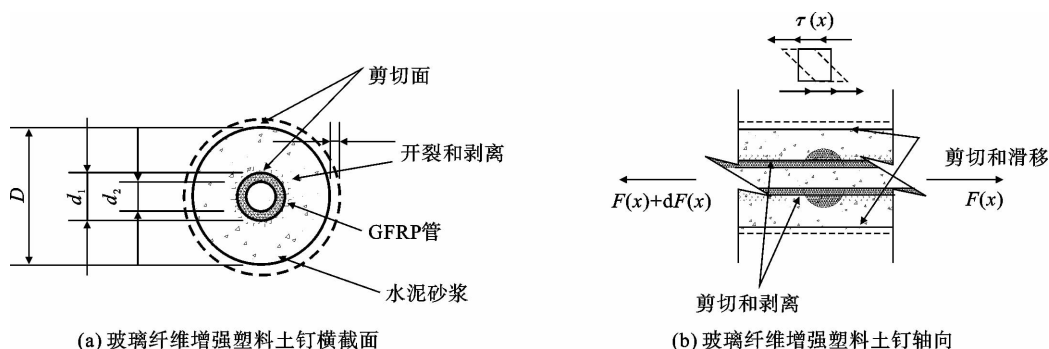 剪切面
开裂和剥离
GFRP管
水泥砂浆
D
d₁
d₂
(a) 玻璃纤维增强塑料土钉横截面
τ(x)
剪切和滑移
F(x)+dF(x)
F(x)
剪切和剥离
(b) 玻璃纤维增强塑料土钉轴向